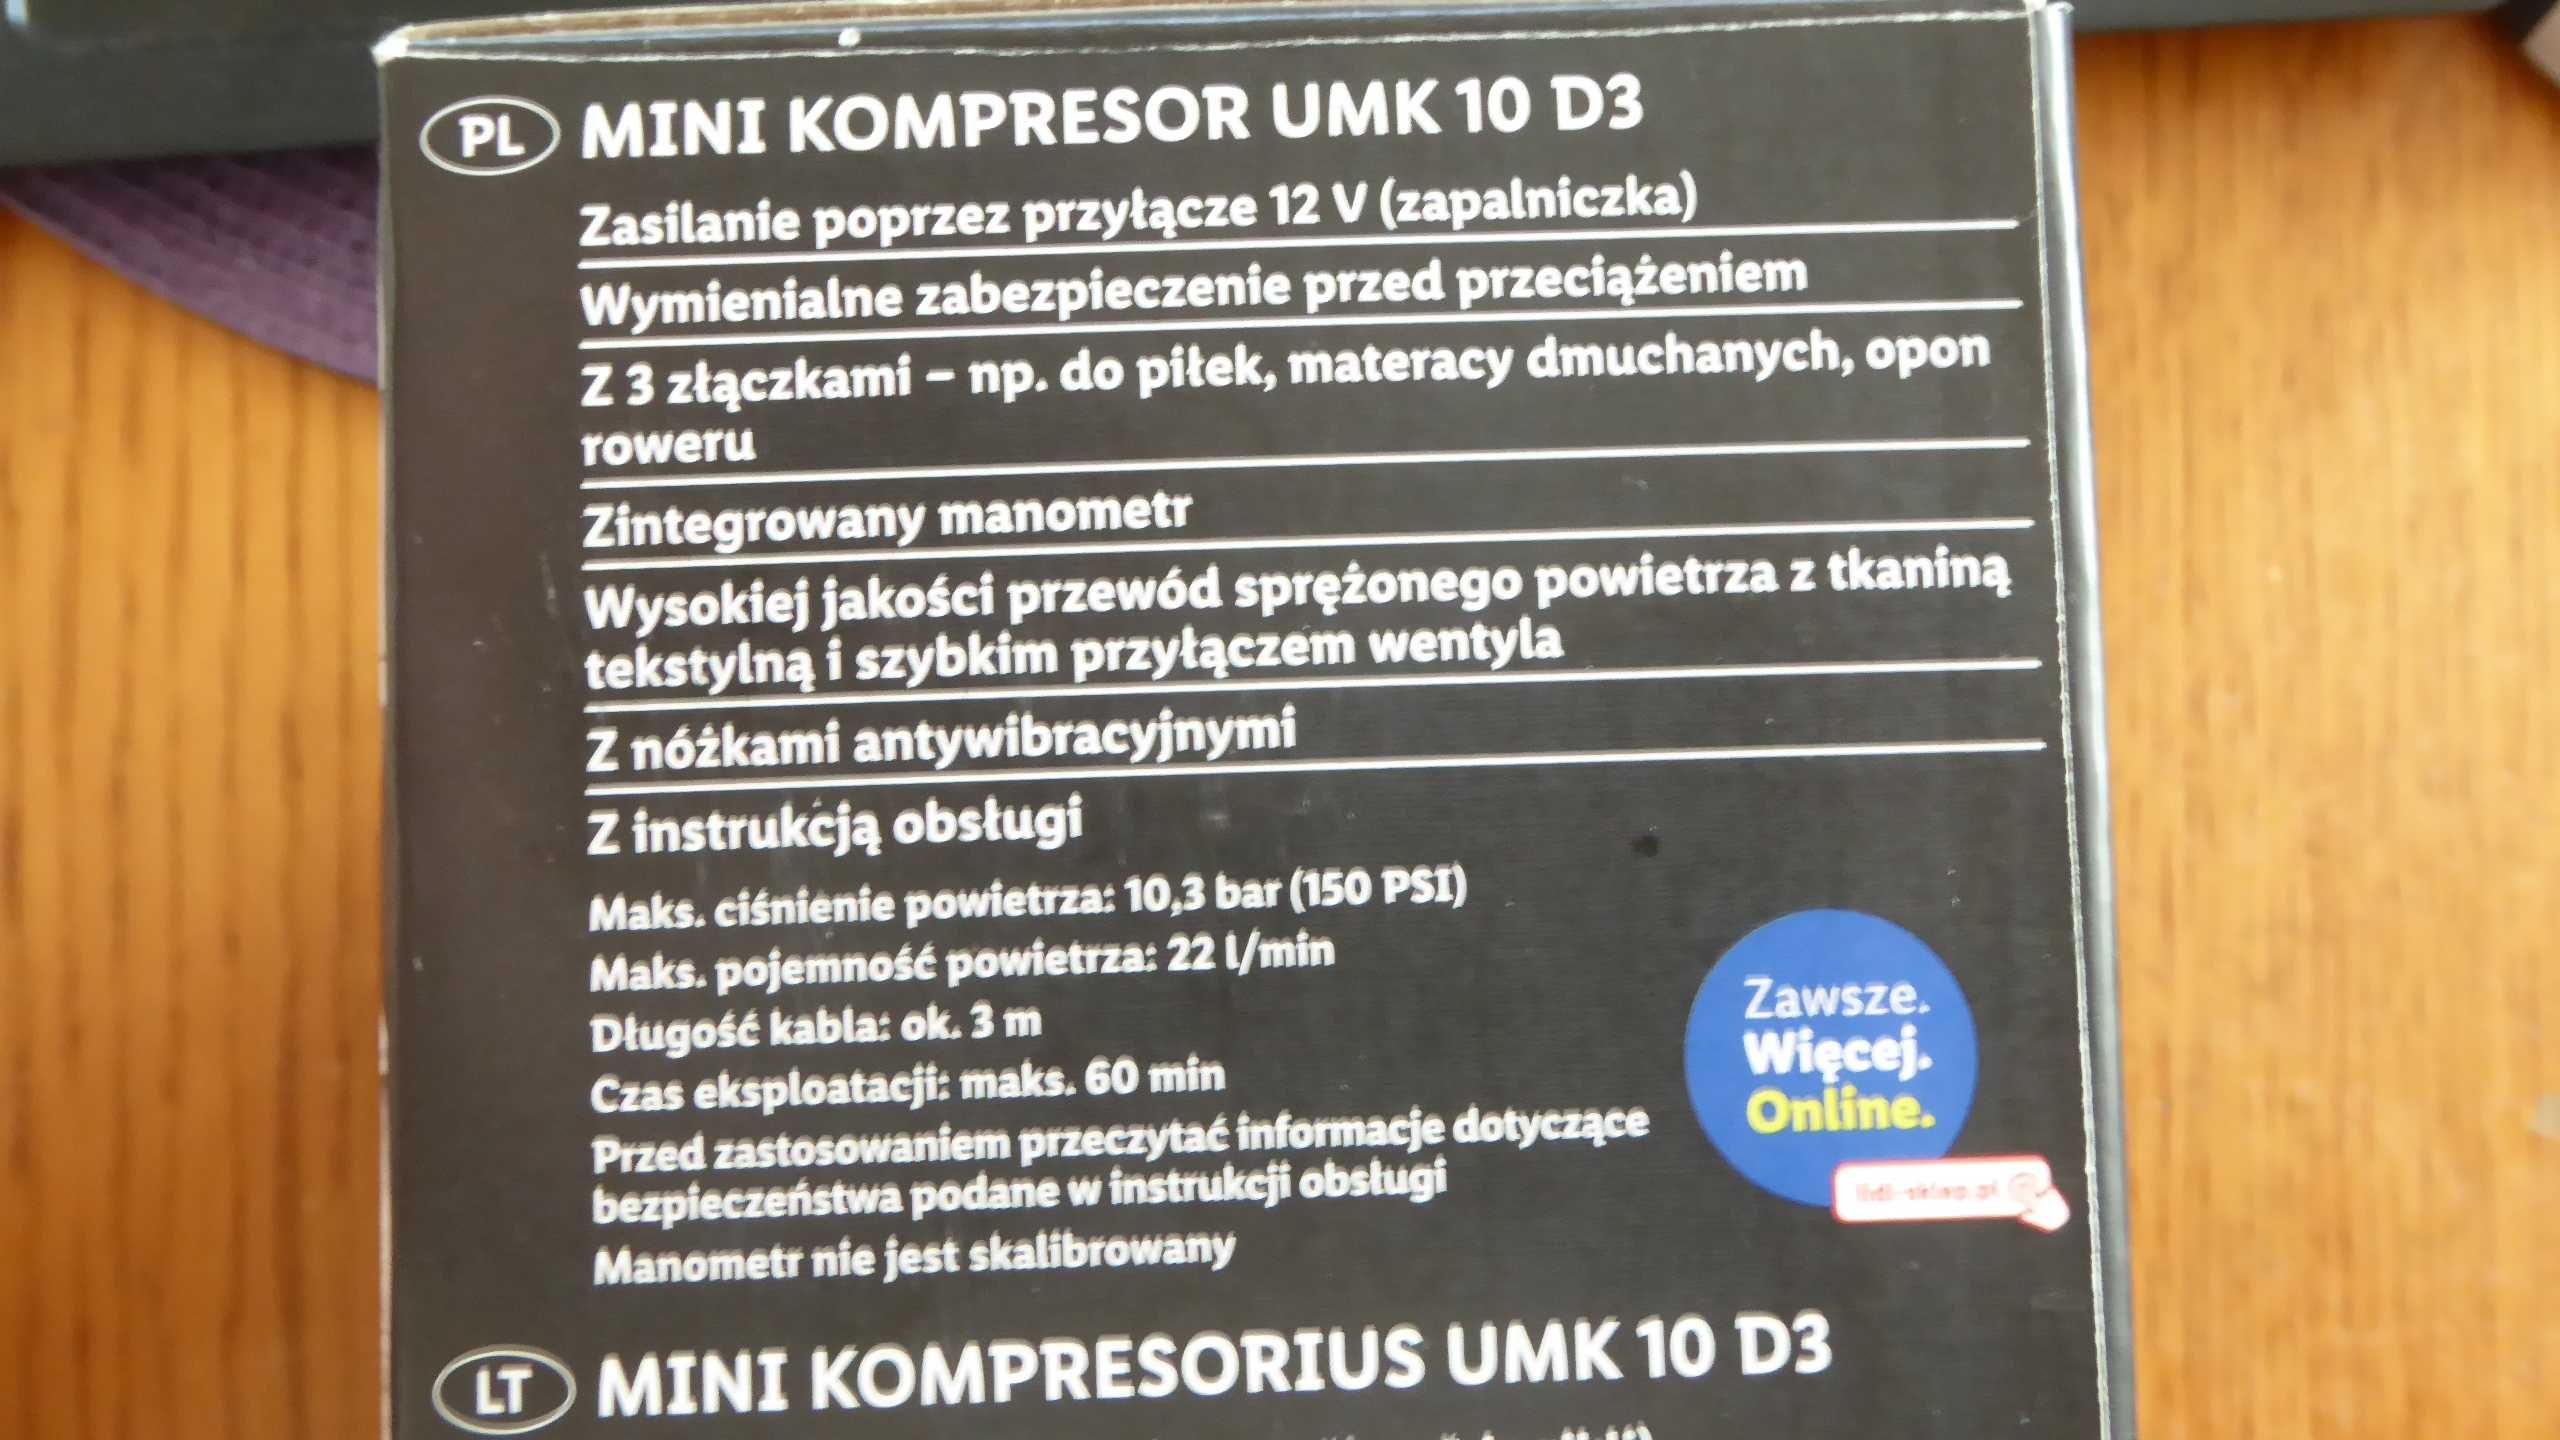 PL MINI KOMPRESOR UMK 10 D3
Zasilanie poprzez przyłącze 12 V (zapalniczka)
Wymienialne zabezpieczenie przed przeciążeniem
Z 3 złączkami – np. do piłek, materacy dmuchanych, opon
roweru
Zintegrowany manometr
Wysokiej jakości przewód sprężonego powietrza z tkaniną
tekstylną i szybkim przyłączem wentyla
Z nóżkami antywibracyjnymi
Z instrukcją obsługi
Maks. ciśnienie powietrza: 10,3 bar (150 PSI)
Maks. pojemność powietrza: 22 l/min
Długość kabla: ok. 3 m
Czas eksploatacji: maks. 60 min
Przed zastosowaniem przeczytać informacje dotyczące
bezpieczeństwa podane w instrukcji obsługi
Manometr nie jest skalibrowany
Zawsze.
Więcej.
Online.
lidl-sklep.pl
LT MINI KOMPRESORIUS UMK 10 D3